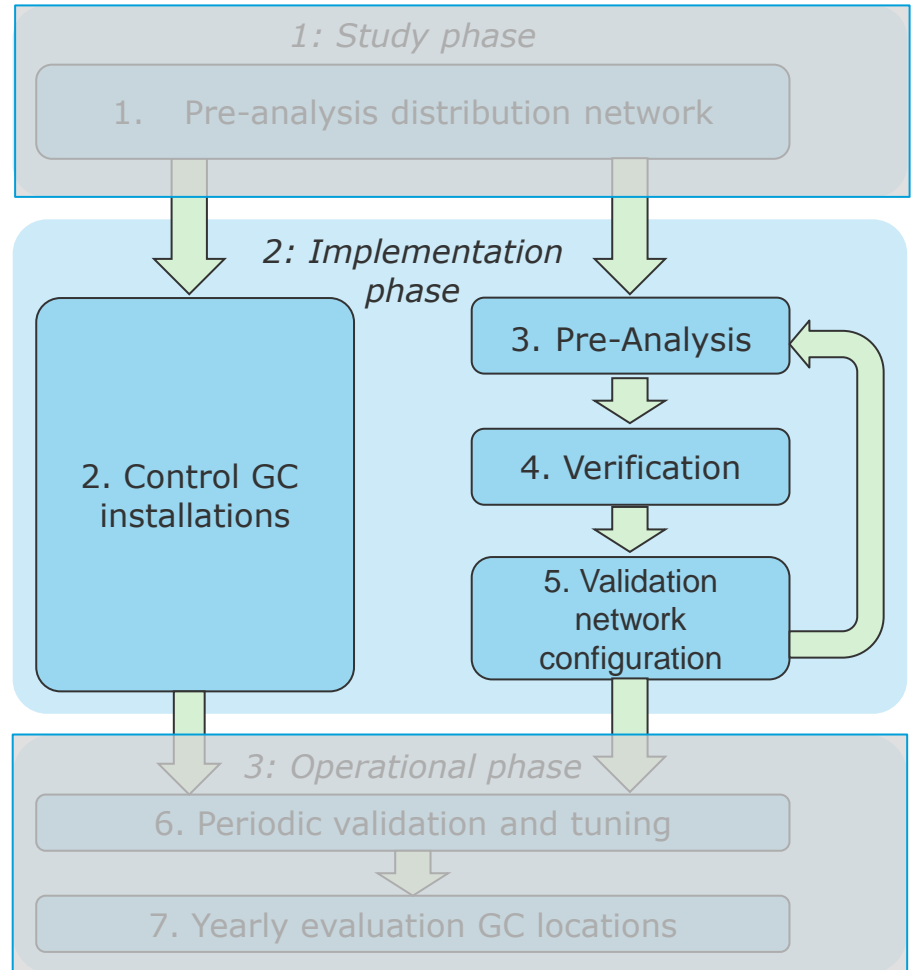 1: Study phase
1. Pre-analysis distribution network
2: Implementation
phase
2. Control GC
installations
3. Pre-Analysis
4. Verification
5. Validation
network
configuration
3: Operational phase
6. Periodic validation and tuning
7. Yearly evaluation GC locations